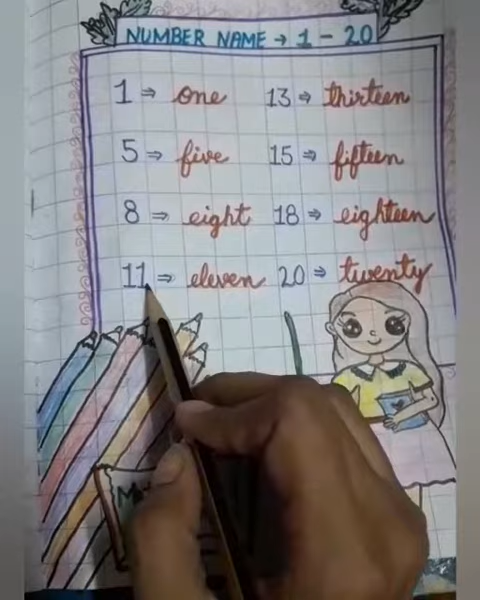 NUMBER NAME → 1 - 20
1 ⇒ one 13 ⇒ thirteen
5 ⇒ five 15 ⇒ fifteen
8 ⇒ eight 18 ⇒ eighteen
11 ⇒ eleven 20 ⇒ twenty